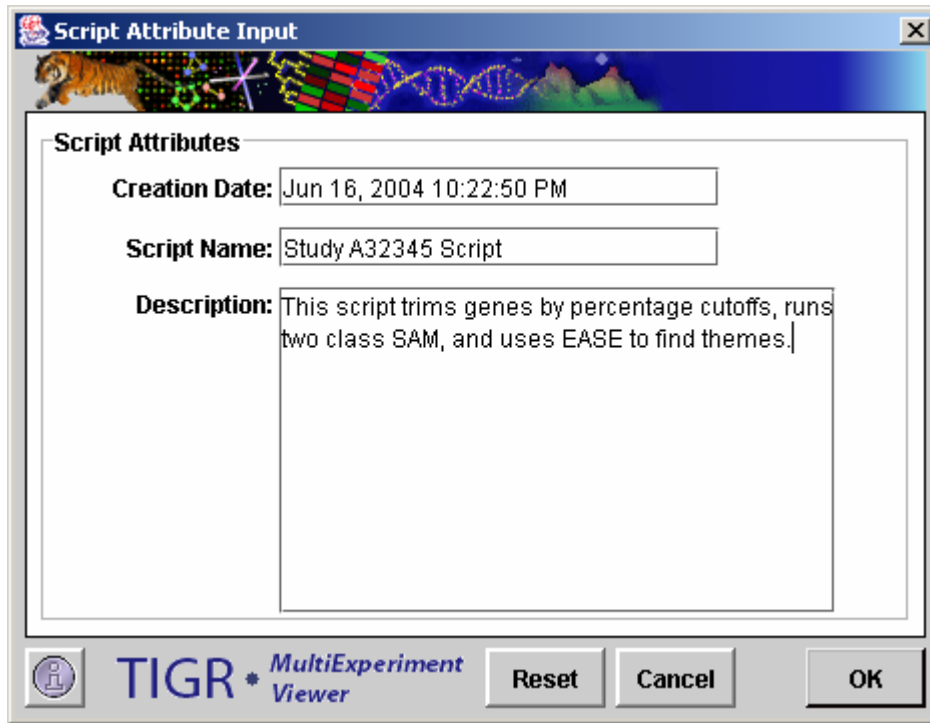 Script Attribute Input
Script Attributes
Creation Date: Jun 16, 2004 10:22:50 PM
Script Name: Study A32345 Script
Description: This script trims genes by percentage cutoffs, runs
two class SAM, and uses EASE to find themes.
TIGR • MultiExperiment
Viewer
Reset Cancel OK